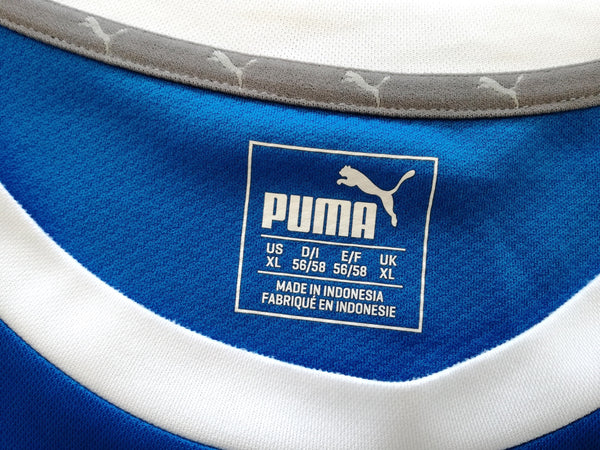 PUMA
US D/I E/F UK
XL 56/58 56/58 XL
MADE IN INDONESIA
FABRIQUÉ EN INDONESIE